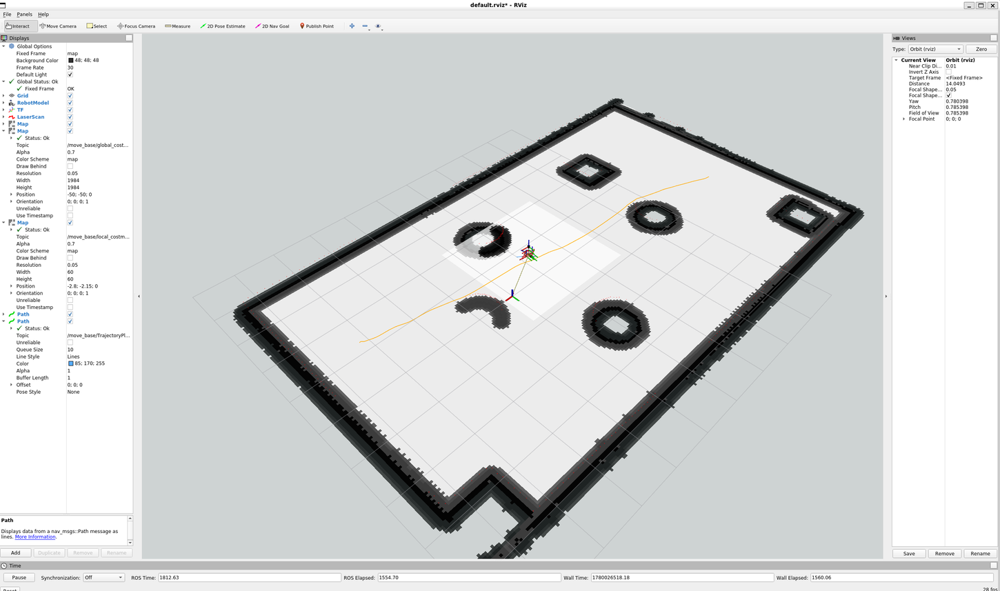 default.rviz* - RViz
File Panels Help
Interact Move Camera Select Focus Camera Measure 2D Pose Estimate 2D Nav Goal Publish Point
Displays
Global Options
Fixed Frame map
Background Color 48; 48; 48
Frame Rate 30
Default Light
Global Status: Ok
Fixed Frame OK
Grid
RobotModel
TF
LaserScan
Map
Map
Status: Ok
Topic /move_base/global_cost...
Alpha 0.7
Color Scheme map
Draw Behind
Resolution 0.05
Width 1984
Height 1984
Position -50; -50; 0
Orientation 0; 0; 0; 1
Unreliable
Use Timestamp
Map
Status: Ok
Topic /move_base/local_costm...
Alpha 0.7
Color Scheme map
Draw Behind
Resolution 0.05
Width 60
Height 60
Position -2.8; -2.15; 0
Orientation 0; 0; 0; 1
Unreliable
Use Timestamp
Path
Path
Status: Ok
Topic /move_base/TrajectoryPl...
Unreliable
Queue Size 10
Line Style Lines
Color 85; 170; 255
Alpha 1
Buffer Length 1
Offset 0; 0; 0
Pose Style None
Path
Displays data from a nav_msgs::Path message as
lines. More Information.
Add Duplicate Remove Rename
Views
Type: Orbit (rviz) Zero
Current View Orbit (rviz)
Near Clip Di... 0.01
Invert Z Axis
Target Frame <Fixed Frame>
Distance 14.0493
Focal Shape... 0.05
Focal Shape...
Yaw 0.780398
Pitch 0.785398
Field of View 0.785398
Focal Point 0; 0; 0
Save Remove Rename
Time
Pause Synchronization: Off ROS Time: 1812.63 ROS Elapsed: 1554.70 Wall Time: 1780026518.18 Wall Elapsed: 1560.06
Reset 28 fps